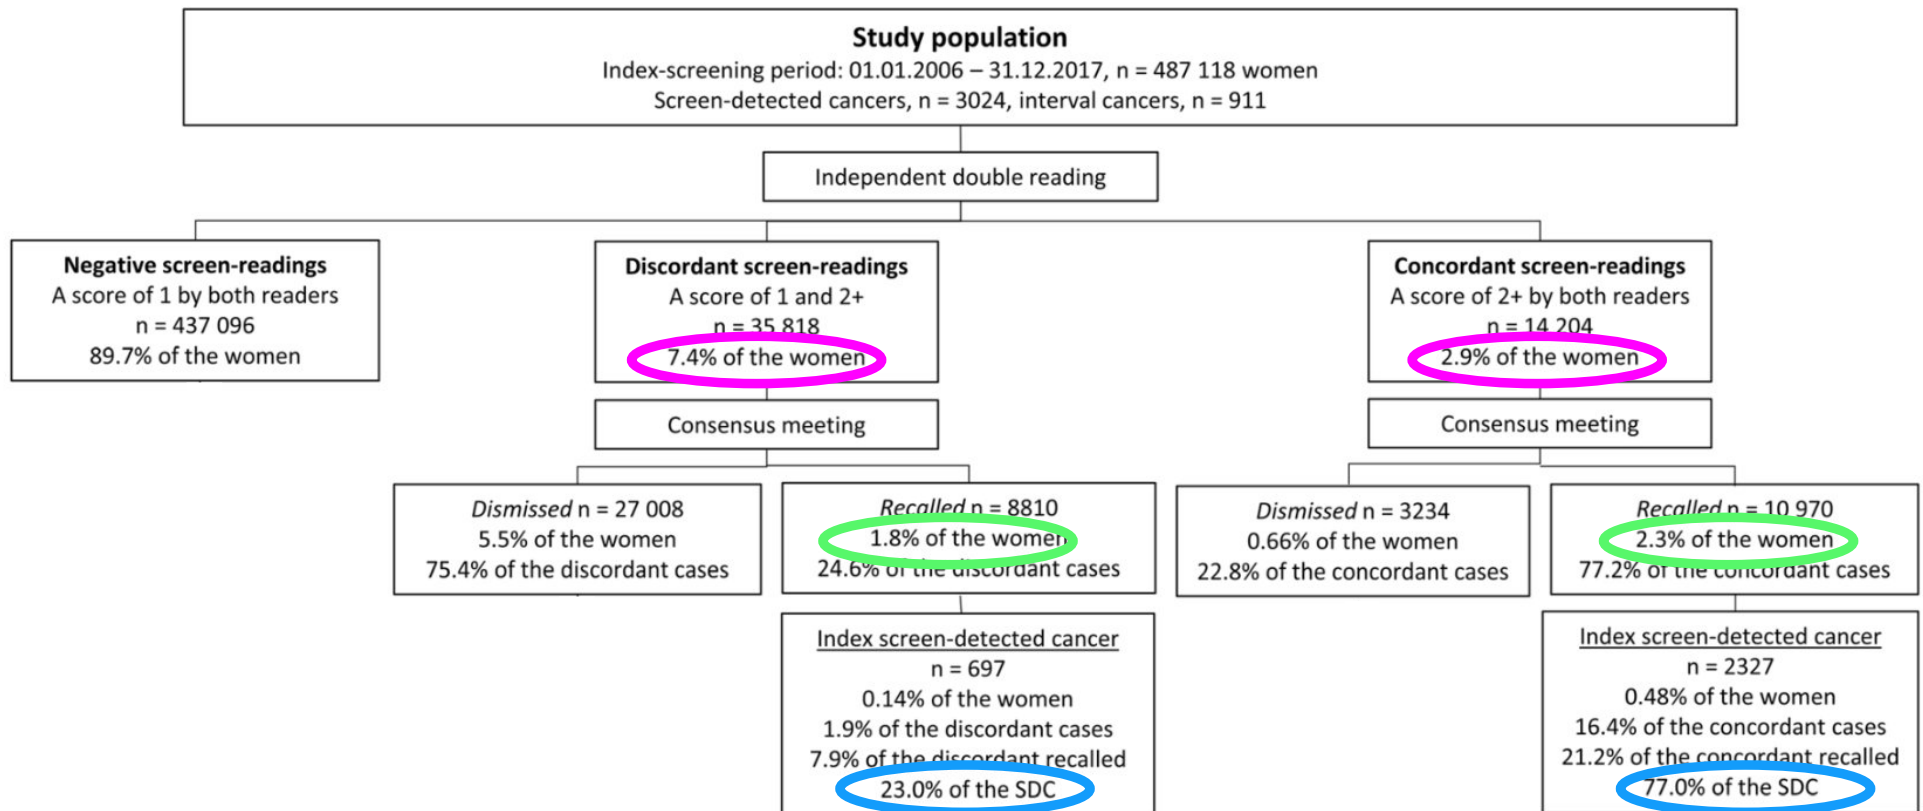 Study population
Index-screening period: 01.01.2006 – 31.12.2017, n = 487 118 women
Screen-detected cancers, n = 3024, interval cancers, n = 911
Independent double reading
Negative screen-readings
A score of 1 by both readers
n = 437 096
89.7% of the women
Discordant screen-readings
A score of 1 and 2+
n = 35 818
7.4% of the women
Concordant screen-readings
A score of 2+ by both readers
n = 14 204
2.9% of the women
Consensus meeting
Consensus meeting
Dismissed n = 27 008
5.5% of the women
75.4% of the discordant cases
Recalled n = 8810
1.8% of the women
24.6% of the discordant cases
Dismissed n = 3234
0.66% of the women
22.8% of the concordant cases
Recalled n = 10 970
2.3% of the women
77.2% of the concordant cases
Index screen-detected cancer
n = 697
0.14% of the women
1.9% of the discordant cases
7.9% of the discordant recalled
23.0% of the SDC
Index screen-detected cancer
n = 2327
0.48% of the women
16.4% of the concordant cases
21.2% of the concordant recalled
77.0% of the SDC